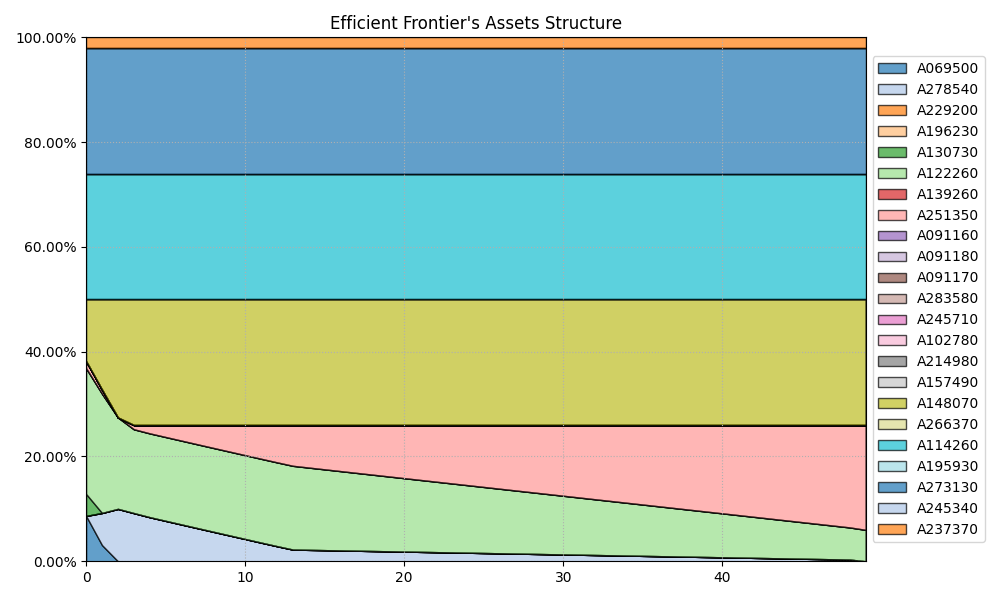 Efficient Frontier's Assets Structure
100.00%
80.00%
60.00%
40.00%
20.00%
0.00%
0
10
20
30
40
A069500
A278540
A229200
A196230
A130730
A122260
A139260
A251350
A091160
A091180
A091170
A283580
A245710
A102780
A214980
A157490
A148070
A266370
A114260
A195930
A273130
A245340
A237370